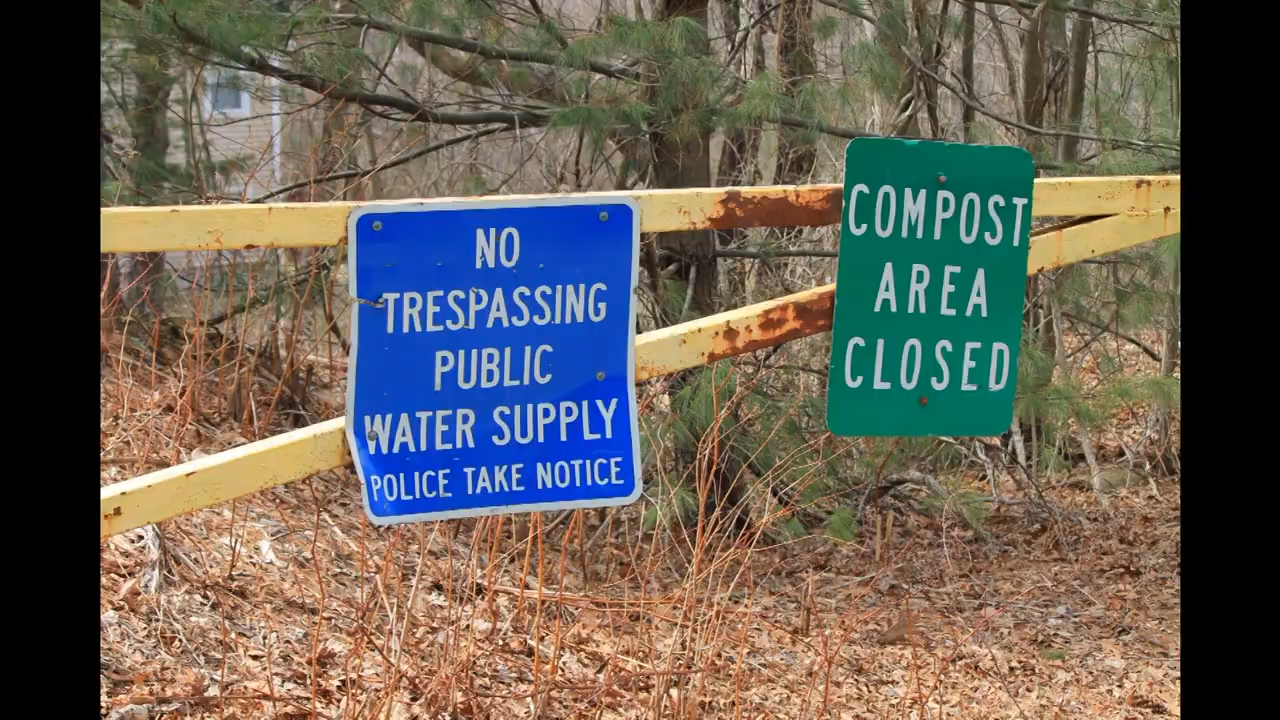 NO
TRESPASSING
PUBLIC
WATER SUPPLY
POLICE TAKE NOTICE
COMPOST
AREA
CLOSED